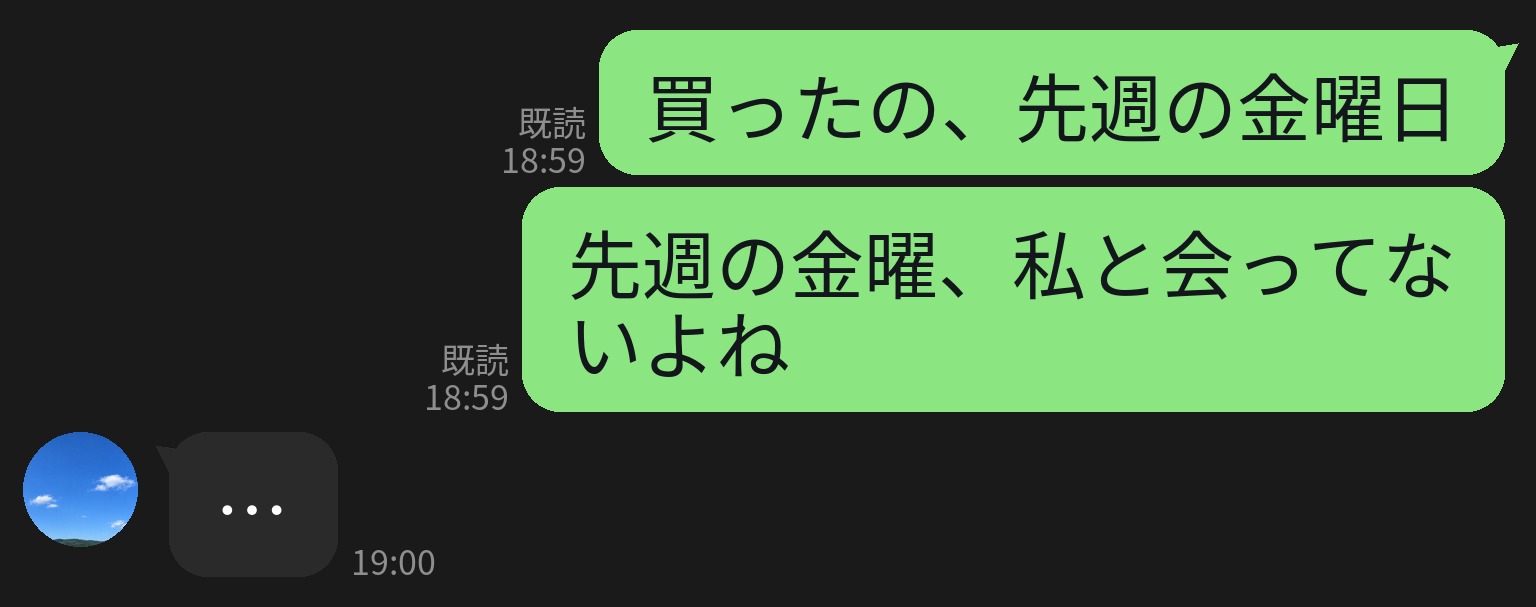 買ったの、先週の金曜日
既読
18:59
先週の金曜、私と会ってな
いよね
既読
18:59
…
19:00